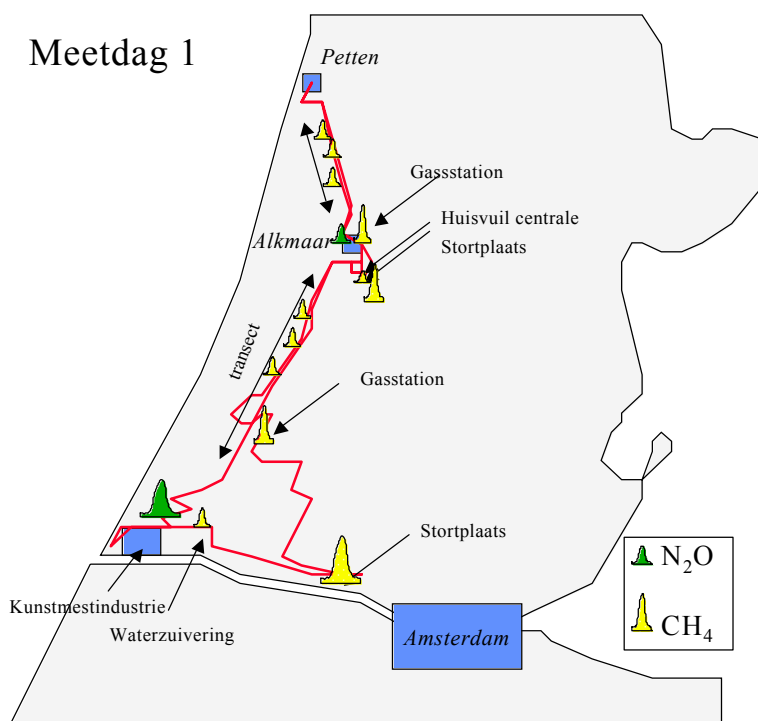 Meetdag 1
Petten
Gassstation
Huisvuil centrale
Alkmaar
Stortplaats
transect
Gasstation
Stortplaats
N₂O
Kunstmestindustrie
CH₄
Waterzuivering
Amsterdam